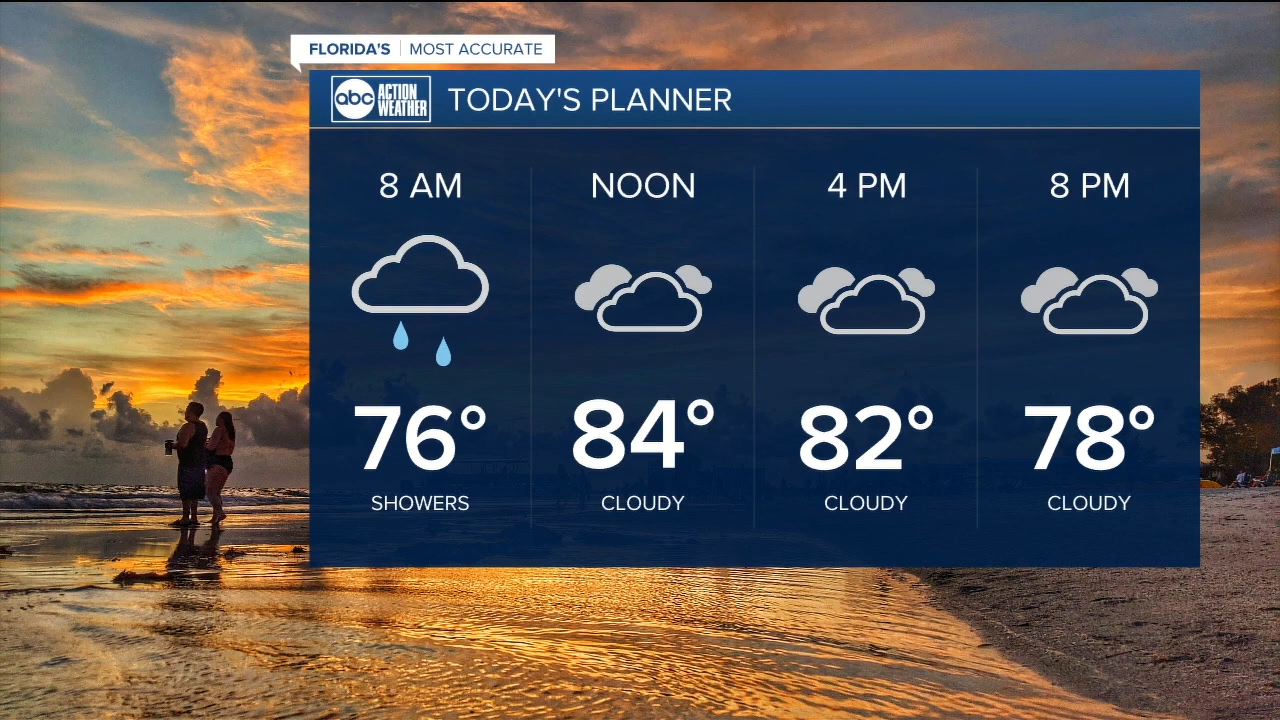 FLORIDA'S MOST ACCURATE
abc ACTION WEATHER
TODAY'S PLANNER
8 AM
NOON
4 PM
8 PM
76°
84°
82°
78°
SHOWERS
CLOUDY
CLOUDY
CLOUDY